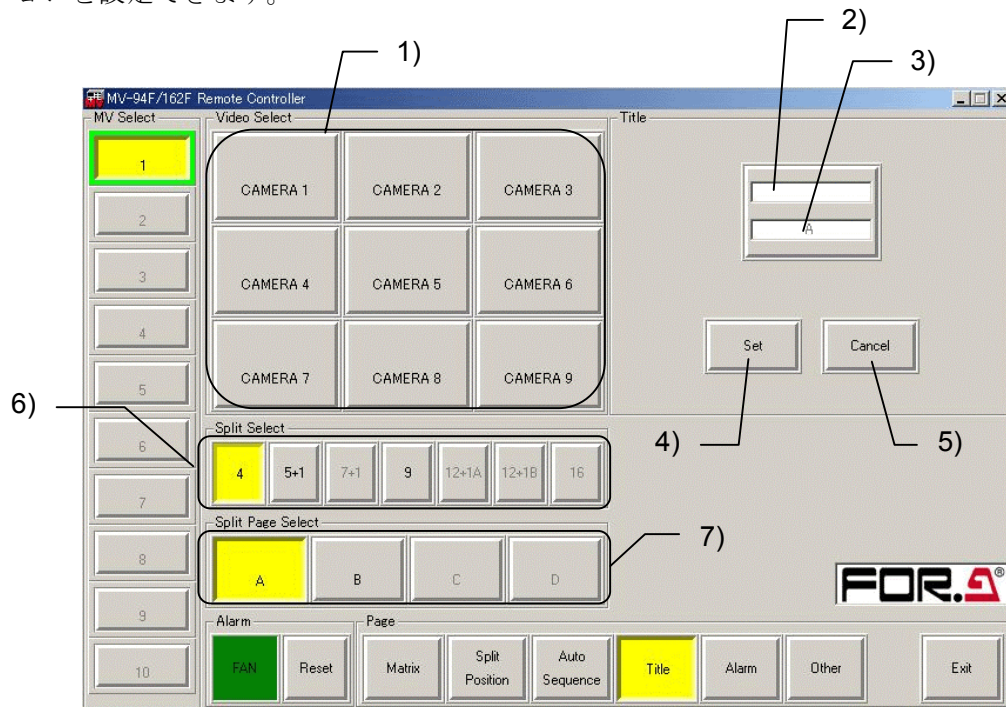 ョンを設定できます。
1)
2)
3)
MV-94F/162F Remote Controller
MV Select
Video Select
Title
1
2
3
4
5
6
7
8
9
10
CAMERA 1
CAMERA 2
CAMERA 3
CAMERA 4
CAMERA 5
CAMERA 6
CAMERA 7
CAMERA 8
CAMERA 9
A
Set
Cancel
4)
5)
6)
Split Select
4
5+1
7+1
9
12+1A
12+1B
16
Split Page Select
A
B
C
D
7)
FOR.A®
Alarm
FAN
Reset
Page
Matrix
Split
Position
Auto
Sequence
Title
Alarm
Other
Exit